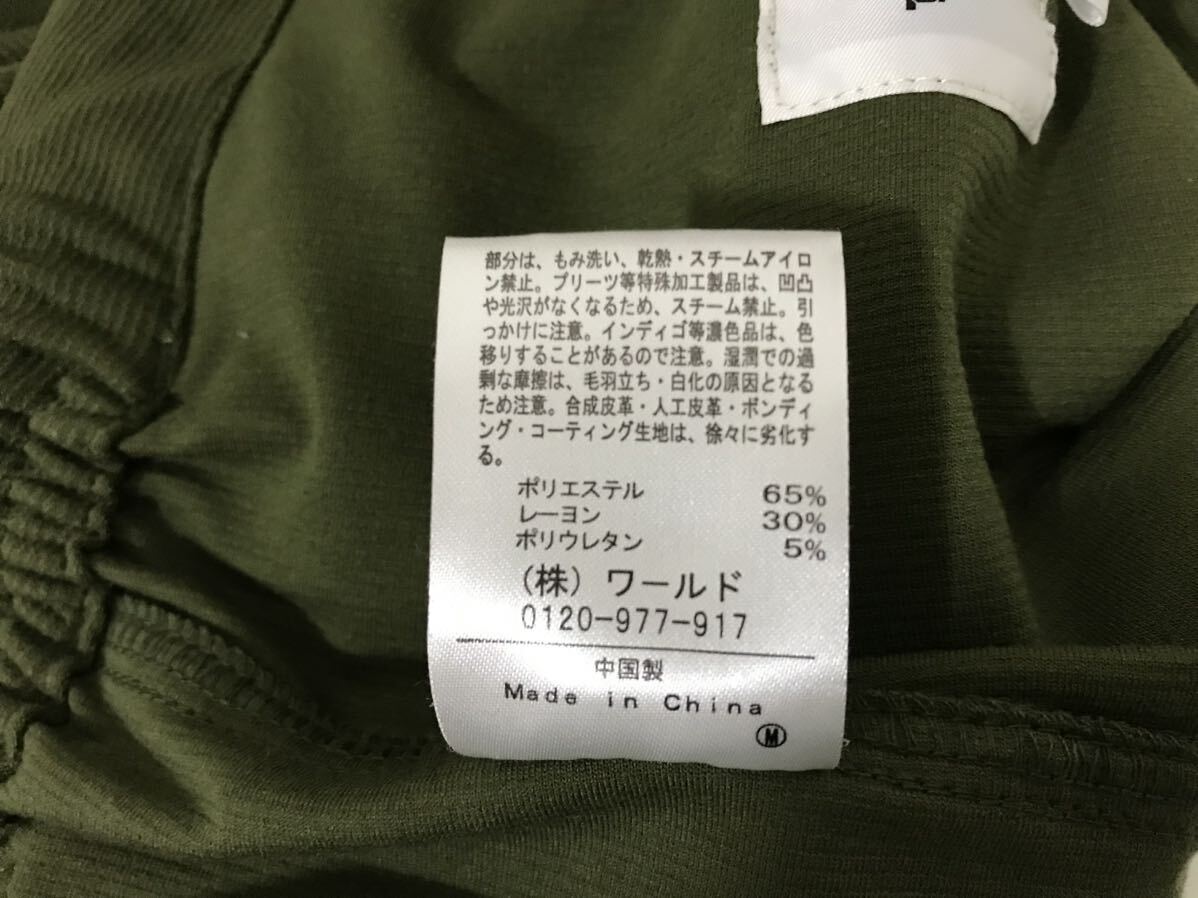 部分は、もみ洗い、乾熱・スチームアイロ
ン禁止。プリーツ等特殊加工製品は、凹凸
や光沢がなくなるため、スチーム禁止。引
っかけに注意。インディゴ等濃色品は、色
移りすることがあるので注意。湿潤での過
剰な摩擦は、毛羽立ち・白化の原因となる
ため注意。合成皮革・人工皮革・ボンディ
ング・コーティング生地は、徐々に劣化す
る。
ポリエステル 65%
レーヨン 30%
ポリウレタン 5%
(株) ワールド
0120-977-917
中国製
Made in China
Ⓜ